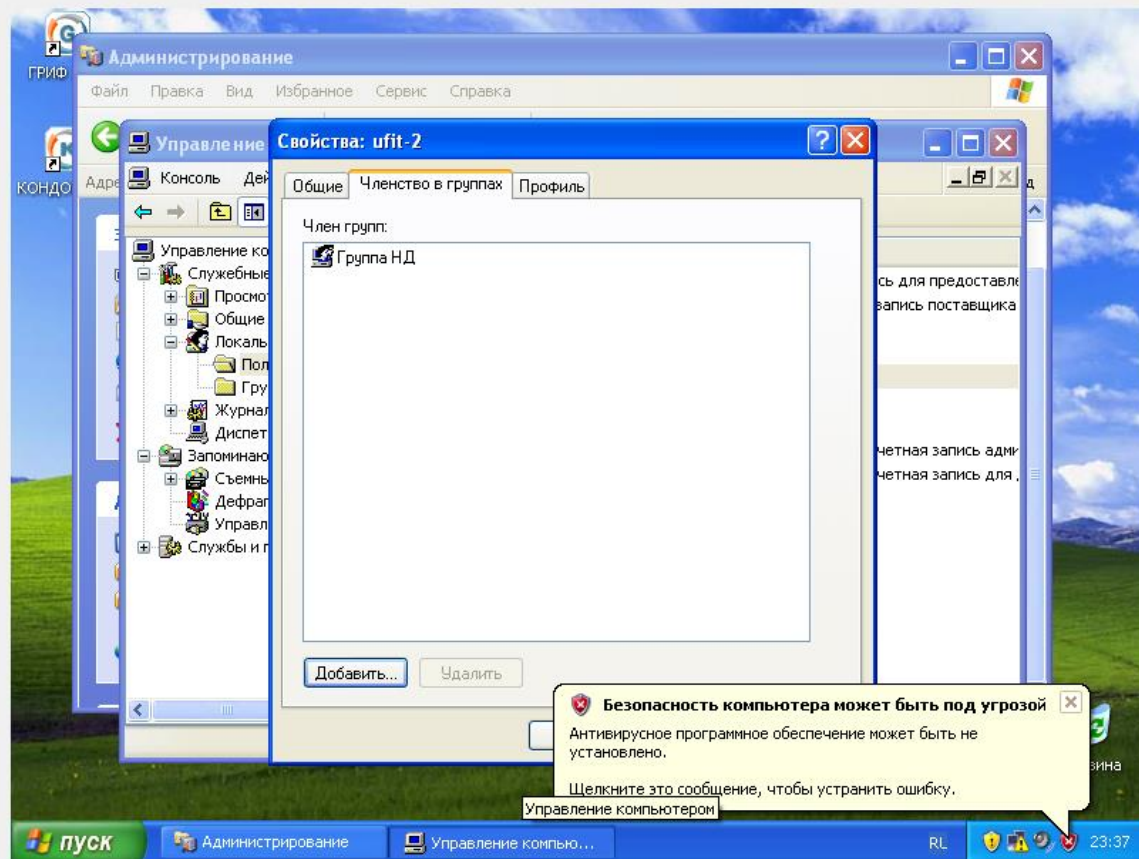 ГРИФ
КОНДО
Администрирование
Файл Правка Вид Избранное Сервис Справка
Адре
Управление
Консоль Дей
Управление ко
Служебные
Просмот
Общие
Локаль
Пол
Гру
Журнал
Диспет
Запоминаю
Съемны
Дефраг
Управл
Службы и п
Свойства: ufit-2
Общие Членство в группах Профиль
Член групп:
Группа НД
Добавить... Удалить
сь для предоставле
запись поставщика
четная запись адми
четная запись для
Безопасность компьютера может быть под угрозой
Антивирусное программное обеспечение может быть не
установлено.
Щелкните это сообщение, чтобы устранить ошибку.
Управление компьютером
зина
пуск Администрирование Управление компью... RL 23:37